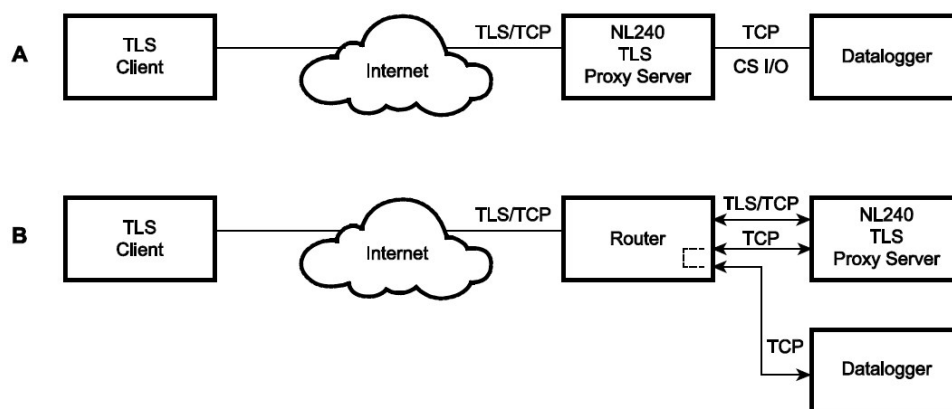 A
TLS
Client
Internet
TLS/TCP
NL240
TLS
Proxy Server
TCP
CS I/O
Datalogger
B
TLS
Client
Internet
TLS/TCP
Router
TLS/TCP
TCP
NL240
TLS
Proxy Server
TCP
Datalogger